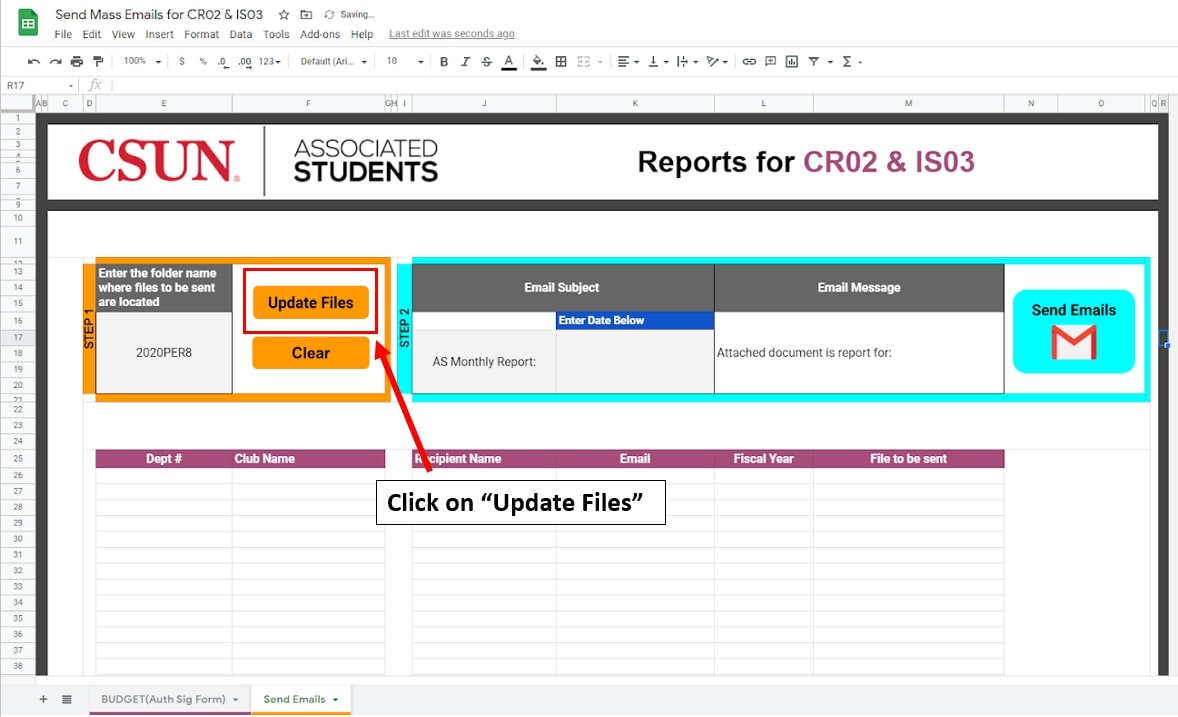 Send Mass Emails for CR02 & IS03 Saving...
File Edit View Insert Format Data Tools Add-ons Help Last edit was seconds ago
100% $ % .0 .00 123 Default (Ari... 10 B I S A
R17 fx
A B C D E F G H I J K L M N O Q R
1
2
3
4
6
7
9
CSUN® ASSOCIATED STUDENTS
Reports for CR02 & IS03
10
11
12
13
14
15
16
17
18
19
20
21
22
23
24
25
26
27
28
29
30
31
32
33
34
35
36
37
38
STEP 1
Enter the folder name
where files to be sent
are located
2020PER8
Update Files
Clear
STEP 2
Email Subject Email Message
Enter Date Below
AS Monthly Report:
Attached document is report for:
Send Emails
Dept # Club Name Recipient Name Email Fiscal Year File to be sent
Click on “Update Files”
BUDGET(Auth Sig Form) Send Emails